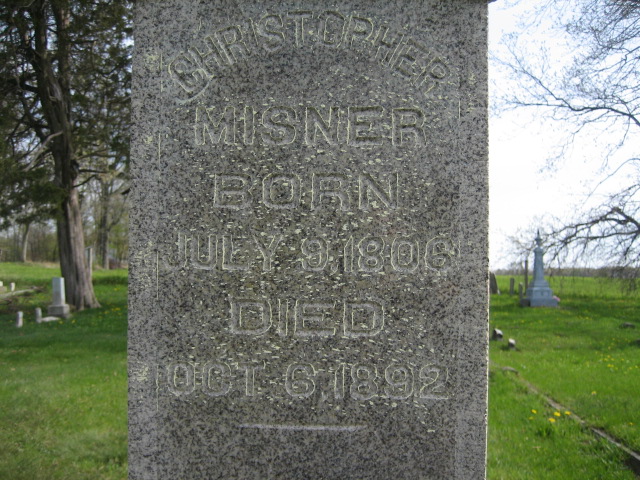 CHRISTOPHER
MISNER
BORN
JULY 9, 1806
DIED
OCT. 6, 1892